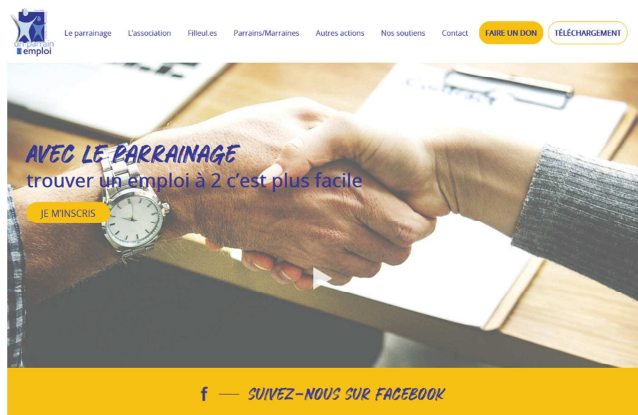 un parrain
emploi
Le parrainage
L'association
Filleul.es
Parrains/Marraines
Autres actions
Nos soutiens
Contact
FAIRE UN DON
TÉLÉCHARGEMENT
Contract
AVEC LE PARRAINAGE
trouver un emploi à 2 c'est plus facile
JE M'INSCRIS
f — SUIVEZ-NOUS SUR FACEBOOK